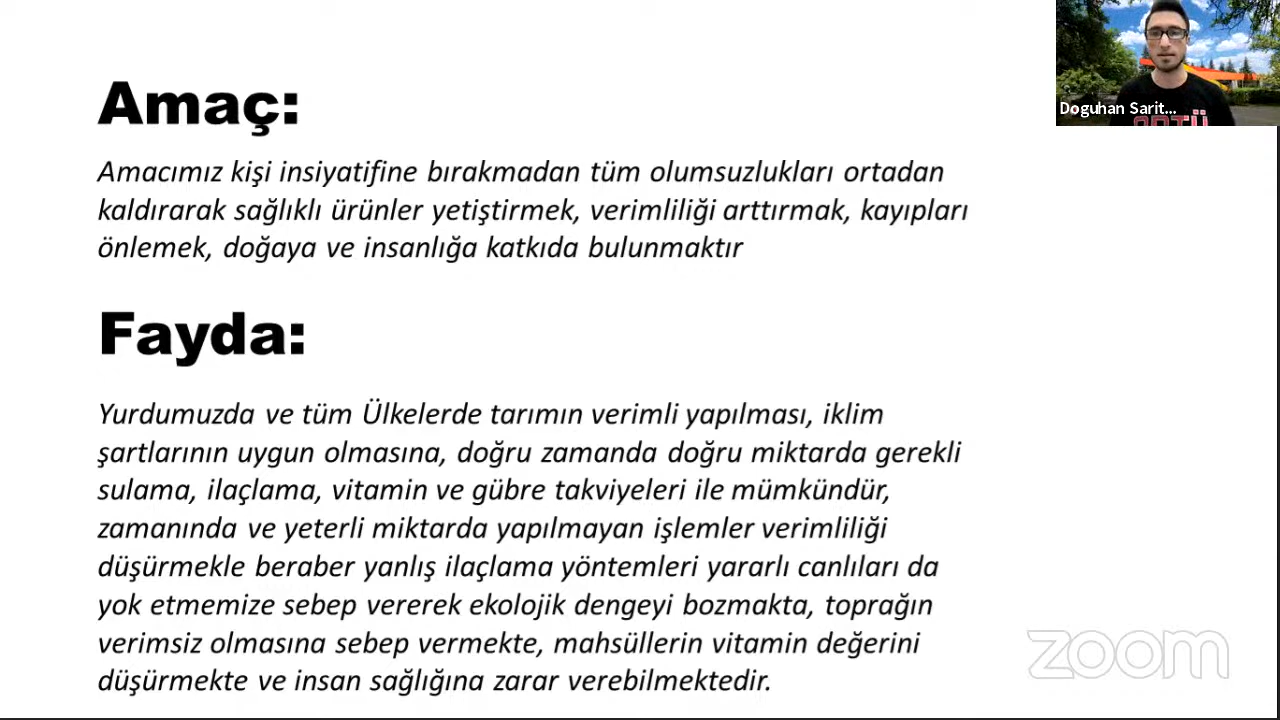 Amaç:
Amacımız kişi insiyatifine bırakmadan tüm olumsuzlukları ortadan
kaldırarak sağlıklı ürünler yetiştirmek, verimliliği arttırmak, kayıpları
önlemek, doğaya ve insanlığa katkıda bulunmaktır
Fayda:
Yurdumuzda ve tüm Ülkelerde tarımın verimli yapılması, iklim
şartlarının uygun olmasına, doğru zamanda doğru miktarda gerekli
sulama, ilaçlama, vitamin ve gübre takviyeleri ile mümkündür,
zamanında ve yeterli miktarda yapılmayan işlemler verimliliği
düşürmekle beraber yanlış ilaçlama yöntemleri yararlı canlıları da
yok etmemize sebep vererek ekolojik dengeyi bozmakta, toprağın
verimsiz olmasına sebep vermekte, mahsüllerin vitamin değerini
düşürmekte ve insan sağlığına zarar verebilmektedir.
Doguhan Sarit...
zoom